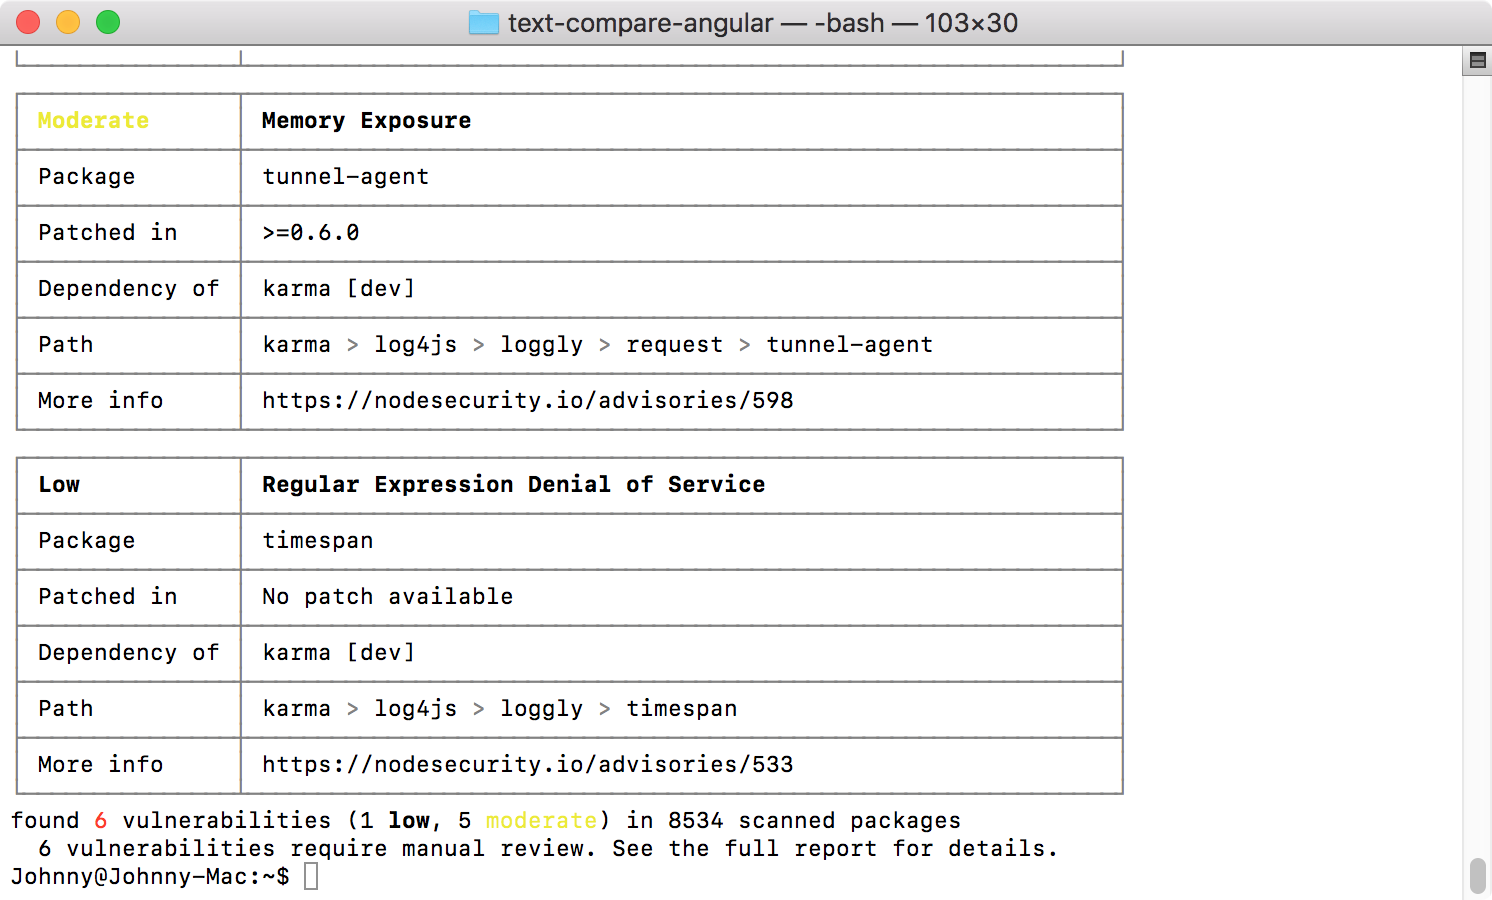 text-compare-angular — -bash — 103×30
Moderate Memory Exposure
Package tunnel-agent
Patched in >=0.6.0
Dependency of karma [dev]
Path karma > log4js > loggly > request > tunnel-agent
More info https://nodesecurity.io/advisories/598
Low Regular Expression Denial of Service
Package timespan
Patched in No patch available
Dependency of karma [dev]
Path karma > log4js > loggly > timespan
More info https://nodesecurity.io/advisories/533
found 6 vulnerabilities (1 low, 5 moderate) in 8534 scanned packages
6 vulnerabilities require manual review. See the full report for details.
Johnny@Johnny-Mac:~$